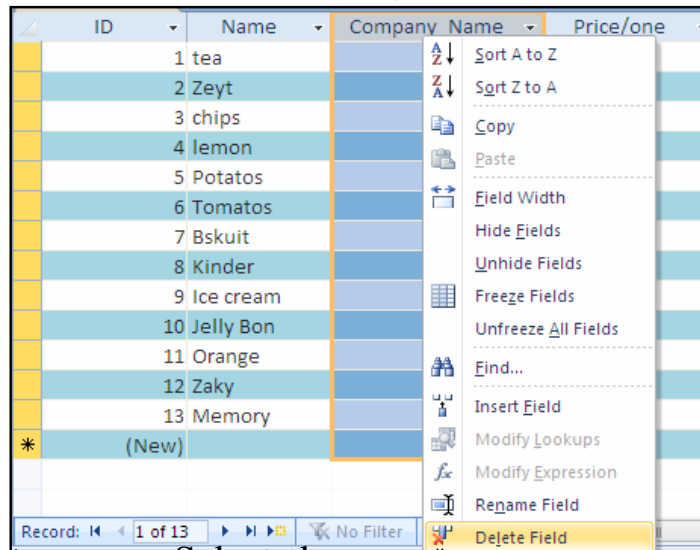 ID Name Company Name Price/one
1 tea
2 Zeyt
3 chips
4 lemon
5 Potatos
6 Tomatos
7 Bskuit
8 Kinder
9 Ice cream
10 Jelly Bon
11 Orange
12 Zaky
13 Memory
(New)
Sort A to Z
Sort Z to A
Copy
Paste
Field Width
Hide Fields
Unhide Fields
Freeze Fields
Unfreeze All Fields
Find...
Insert Field
Modify Lookups
Modify Expression
Rename Field
Delete Field
Record: 1 of 13 No Filter